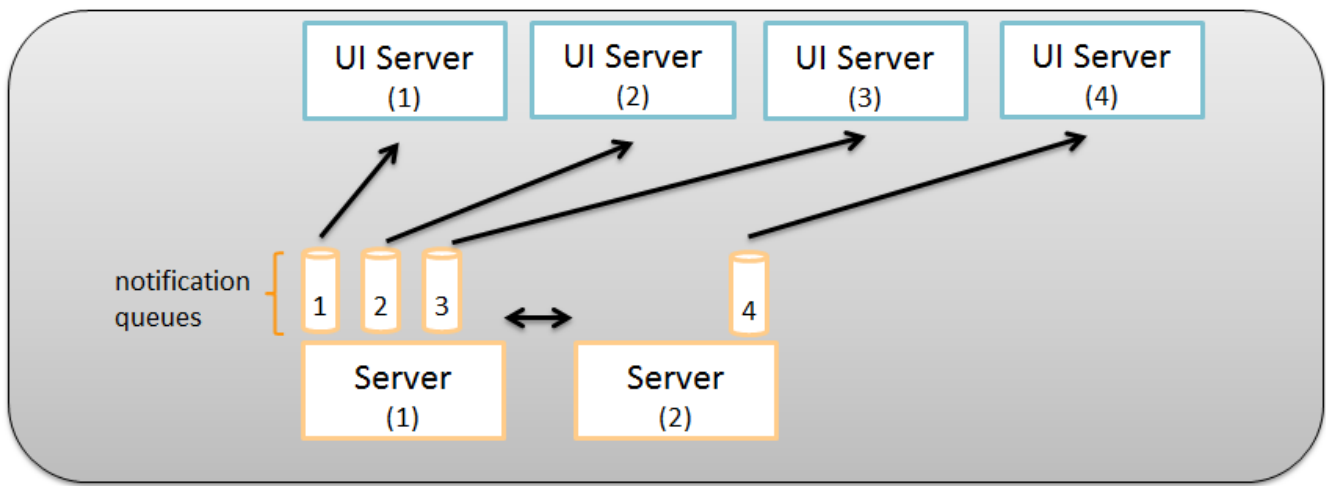 UI Server
(1)
UI Server
(2)
UI Server
(3)
UI Server
(4)
notification
queues
1
2
3
4
Server
(1)
Server
(2)